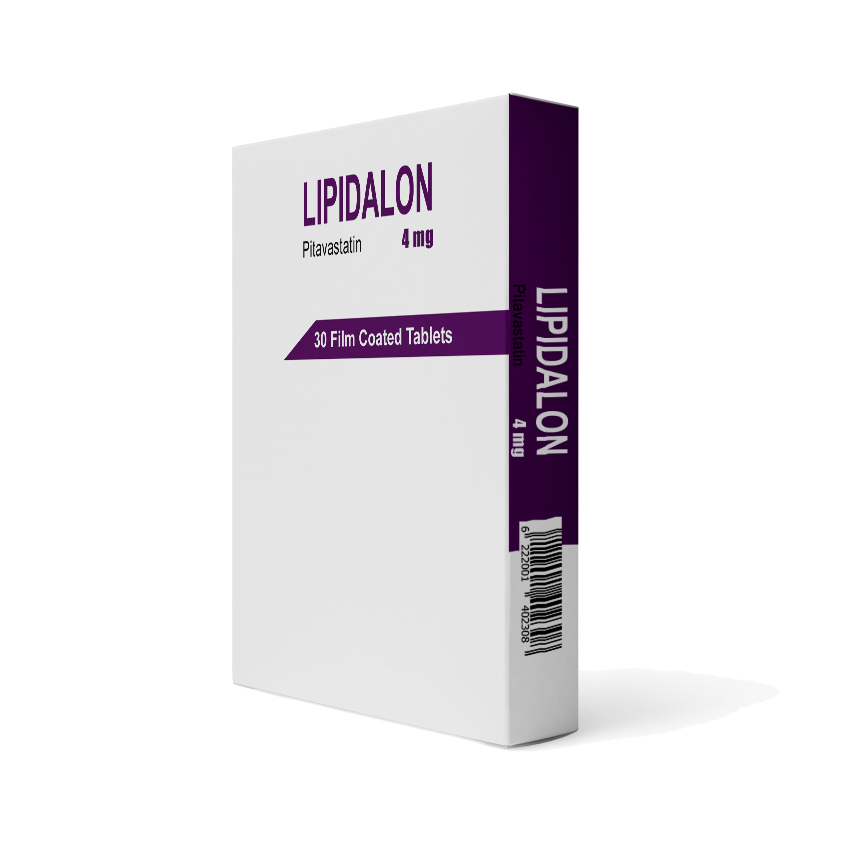 LIPIDALON
Pitavastatin 4 mg
30 Film Coated Tablets
LIPIDALON
Pitavastatin 4 mg
6 222001 402308